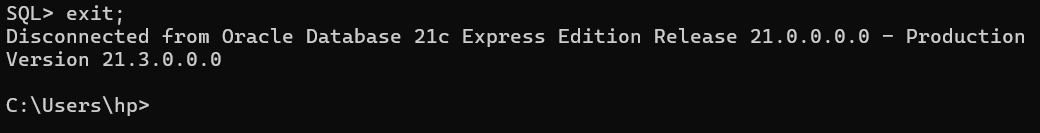 SQL> exit;
Disconnected from Oracle Database 21c Express Edition Release 21.0.0.0.0 - Production
Version 21.3.0.0.0
C:\Users\hp>